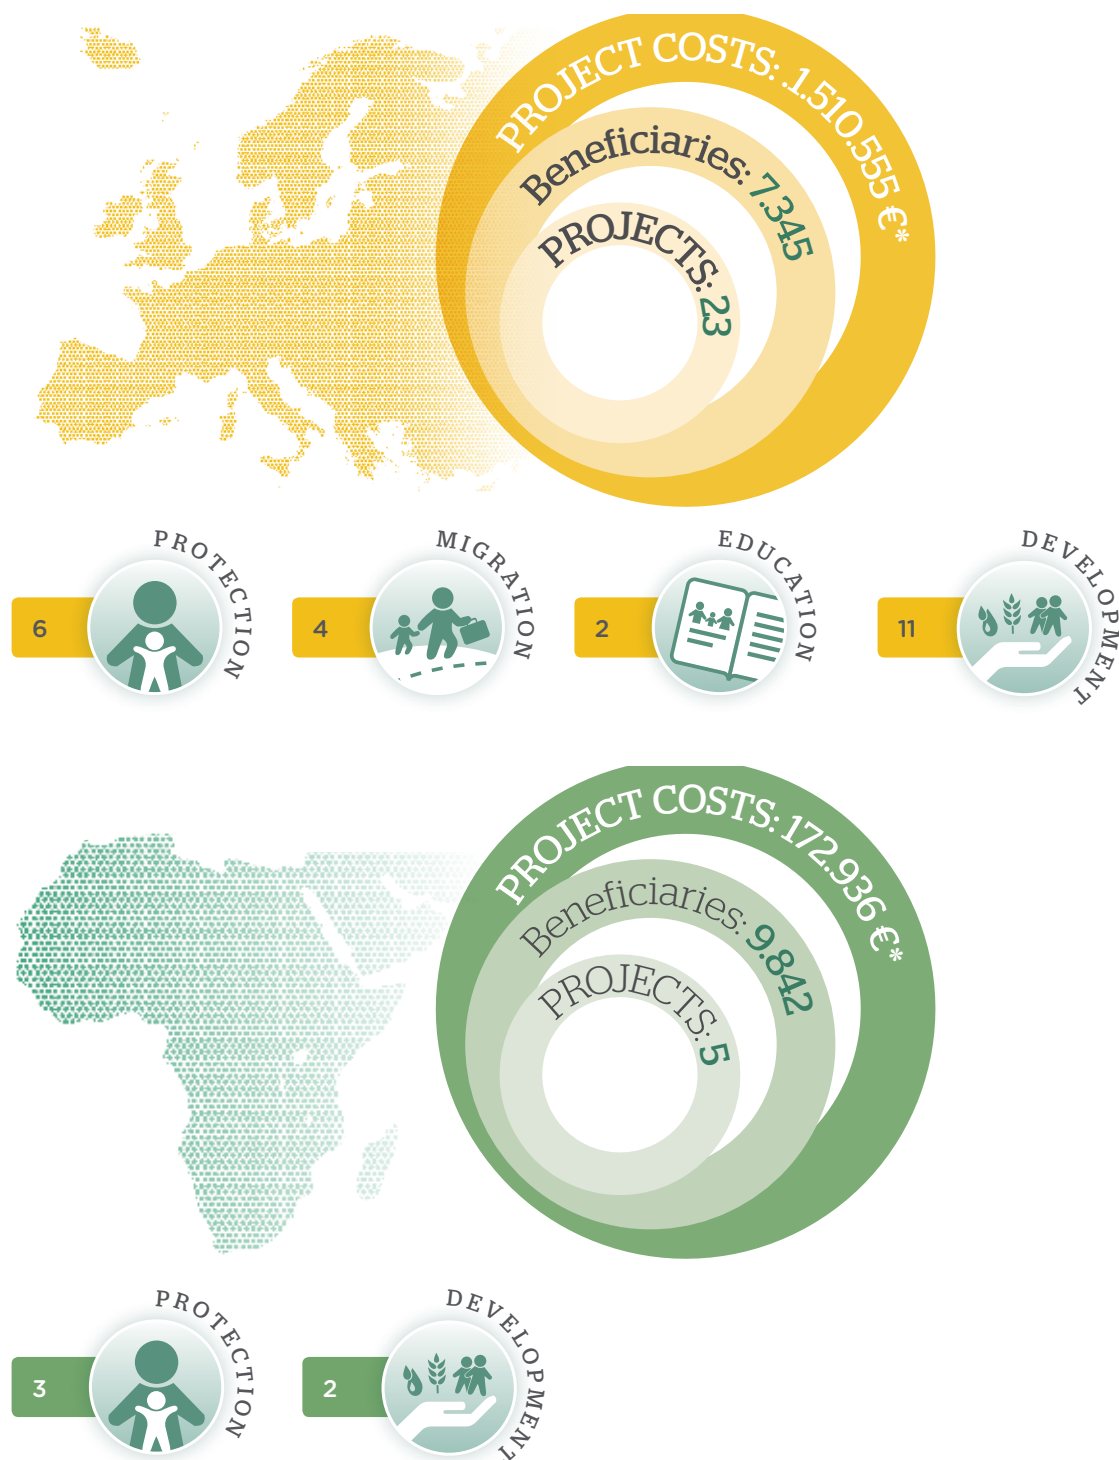 PROJECT COSTS: .1.510.555 €*
Beneficiaries: 7.345
PROJECTS: 23
6
PROTECTION
4
MIGRATION
2
EDUCATION
11
DEVELOPMENT
PROJECT COSTS: 172.936 €*
Beneficiaries: 9.842
PROJECTS: 5
3
PROTECTION
2
DEVELOPMENT